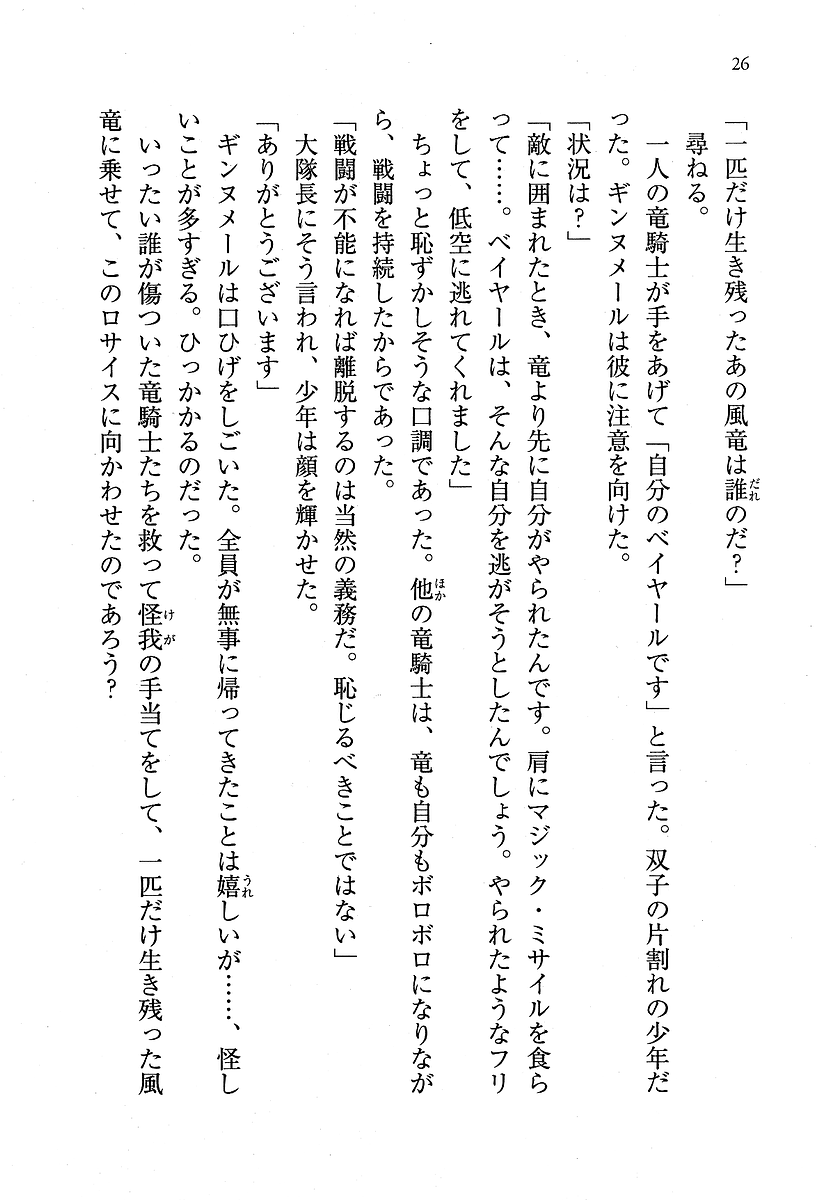 26
「一匹だけ生き残ったあの風竜は誰のだ？」
尋ねる。
一人の竜騎士が手をあげて「自分のベイヤールです」と言った。双子の片割れの少年だ
った。ギンヌメールは彼に注意を向けた。
「状況は？」
「敵に囲まれたとき、竜より先に自分がやられたんです。肩にマジック・ミサイルを食ら
って……。ベイヤールは、そんな自分を逃がそうとしたんでしょう。やられたようなフリ
をして、低空に逃れてくれました」
ちょっと恥ずかしそうな口調であった。他の竜騎士は、竜も自分もボロボロになりなが
ら、戦闘を持続したからであった。
「戦闘が不能になれば離脱するのは当然の義務だ。恥じるべきことではない」
大隊長にそう言われ、少年は顔を輝かせた。
「ありがとうございます」
ギンヌメールは口ひげをしごいた。全員が無事に帰ってきたことは嬉しいが……、怪し
いことが多すぎる。ひっかかるのだった。
いったい誰が傷ついた竜騎士たちを救って怪我の手当てをして、一匹だけ生き残った風
竜に乗せて、このロサイスに向かわせたのであろう？